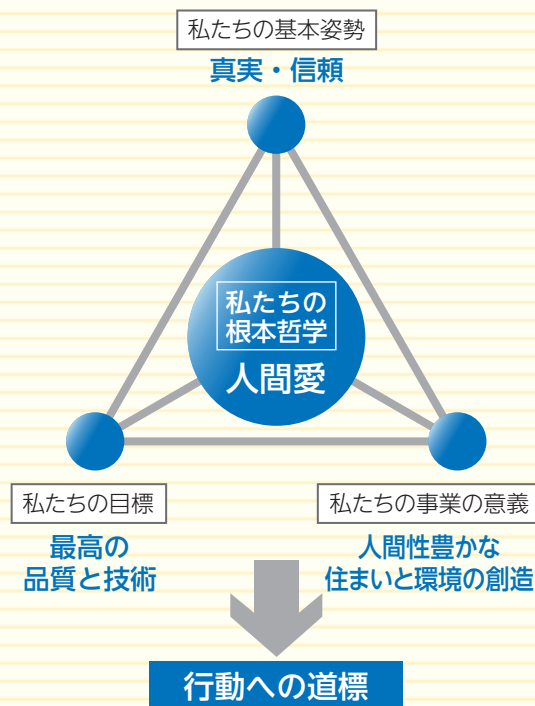 私たちの基本姿勢
真実・信頼
私たちの
根本哲学
人間愛
私たちの目標
最高の
品質と技術
私たちの事業の意義
人間性豊かな
住まいと環境の創造
行動への道標